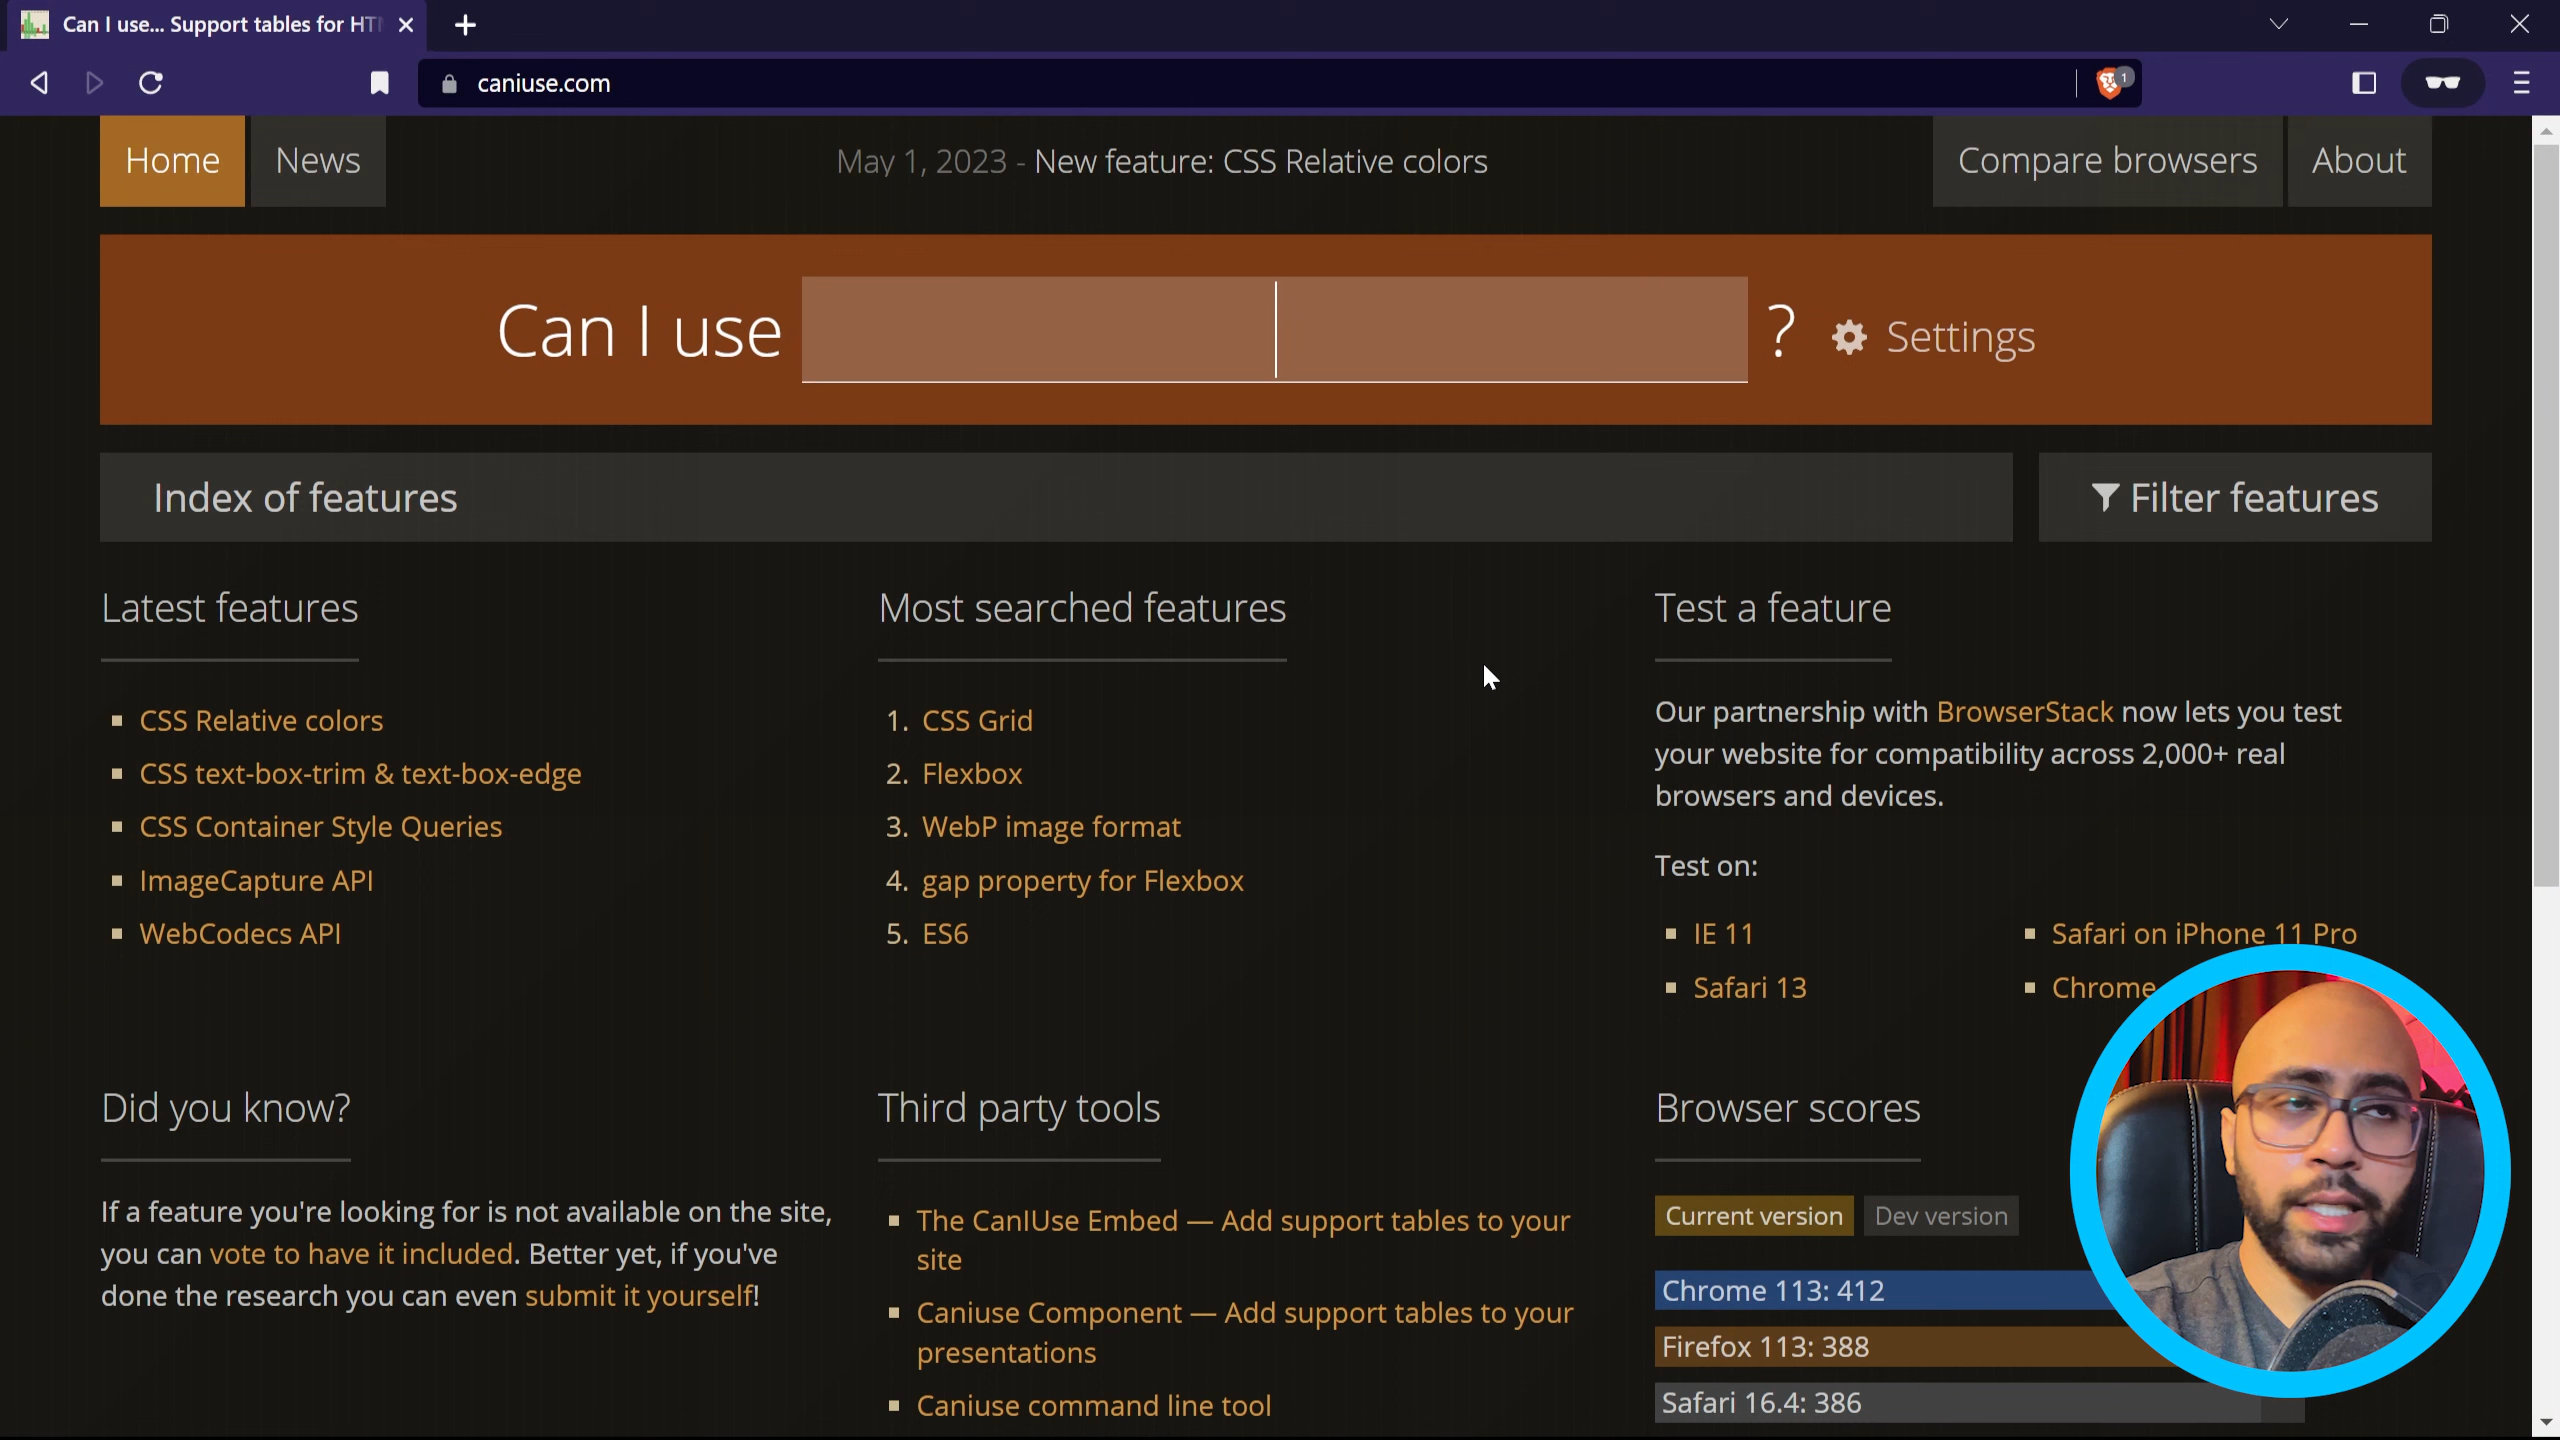 Can I use... Support tables for HT
caniuse.com
1
Home
News
May 1, 2023 - New feature: CSS Relative colors
Compare browsers
About
Can I use
?
Settings
Index of features
Filter features
Latest features
CSS Relative colors
CSS text-box-trim & text-box-edge
CSS Container Style Queries
ImageCapture API
WebCodecs API
Most searched features
1. CSS Grid
2. Flexbox
3. WebP image format
4. gap property for Flexbox
5. ES6
Test a feature
Our partnership with BrowserStack now lets you test
your website for compatibility across 2,000+ real
browsers and devices.
Test on:
IE 11
Safari on iPhone 11 Pro
Safari 13
Chrome
Did you know?
If a feature you're looking for is not available on the site,
you can vote to have it included. Better yet, if you've
done the research you can even submit it yourself!
Third party tools
The CanIUse Embed — Add support tables to your
site
Caniuse Component — Add support tables to your
presentations
Caniuse command line tool
Browser scores
Current version
Dev version
Chrome 113: 412
Firefox 113: 388
Safari 16.4: 386